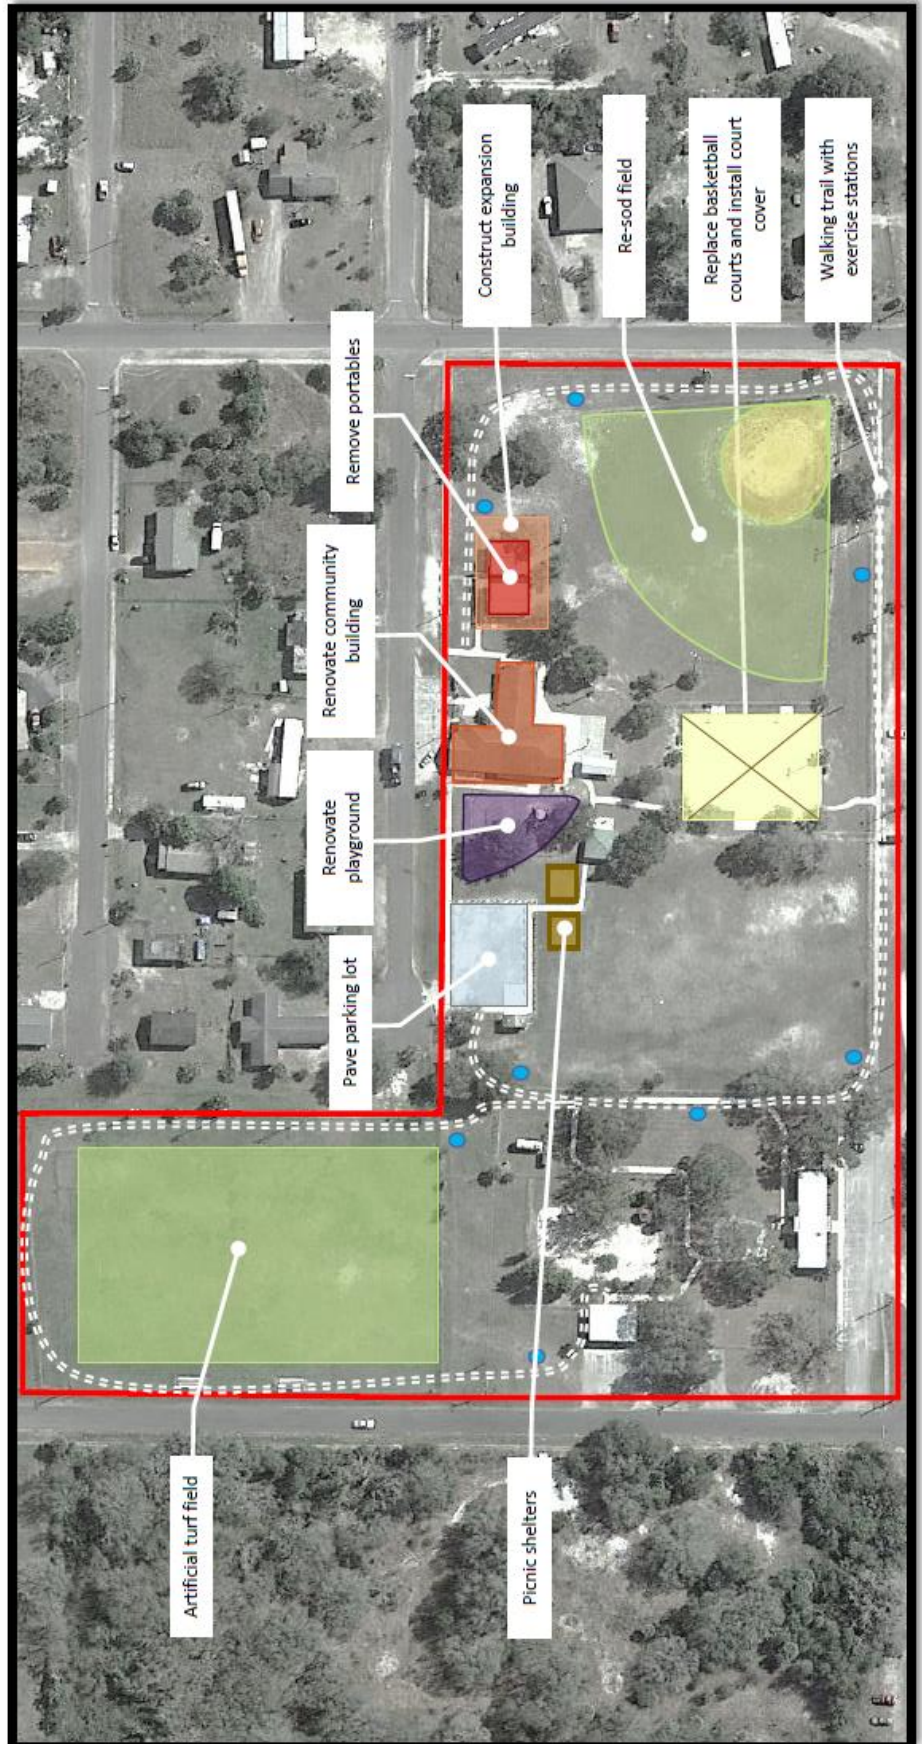 Construct expansion
building
Re-sod field
Replace basketball
courts and install court
cover
Walking trail with
exercise stations
Remove portables
Renovate community
building
Renovate
playground
Pave parking lot
Artificial turf field
Picnic shelters